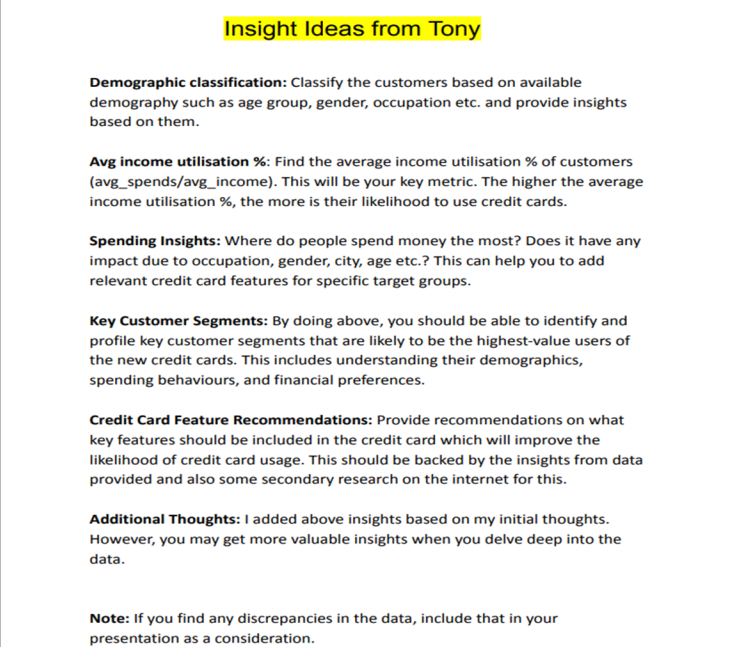 Insight Ideas from Tony
Demographic classification: Classify the customers based on available
demography such as age group, gender, occupation etc. and provide insights
based on them.
Avg income utilisation %: Find the average income utilisation % of customers
(avg_spends/avg_income). This will be your key metric. The higher the average
income utilisation %, the more is their likelihood to use credit cards.
Spending Insights: Where do people spend money the most? Does it have any
impact due to occupation, gender, city, age etc.? This can help you to add
relevant credit card features for specific target groups.
Key Customer Segments: By doing above, you should be able to identify and
profile key customer segments that are likely to be the highest-value users of
the new credit cards. This includes understanding their demographics,
spending behaviours, and financial preferences.
Credit Card Feature Recommendations: Provide recommendations on what
key features should be included in the credit card which will improve the
likelihood of credit card usage. This should be backed by the insights from data
provided and also some secondary research on the internet for this.
Additional Thoughts: I added above insights based on my initial thoughts.
However, you may get more valuable insights when you delve deep into the
data.
Note: If you find any discrepancies in the data, include that in your
presentation as a consideration.